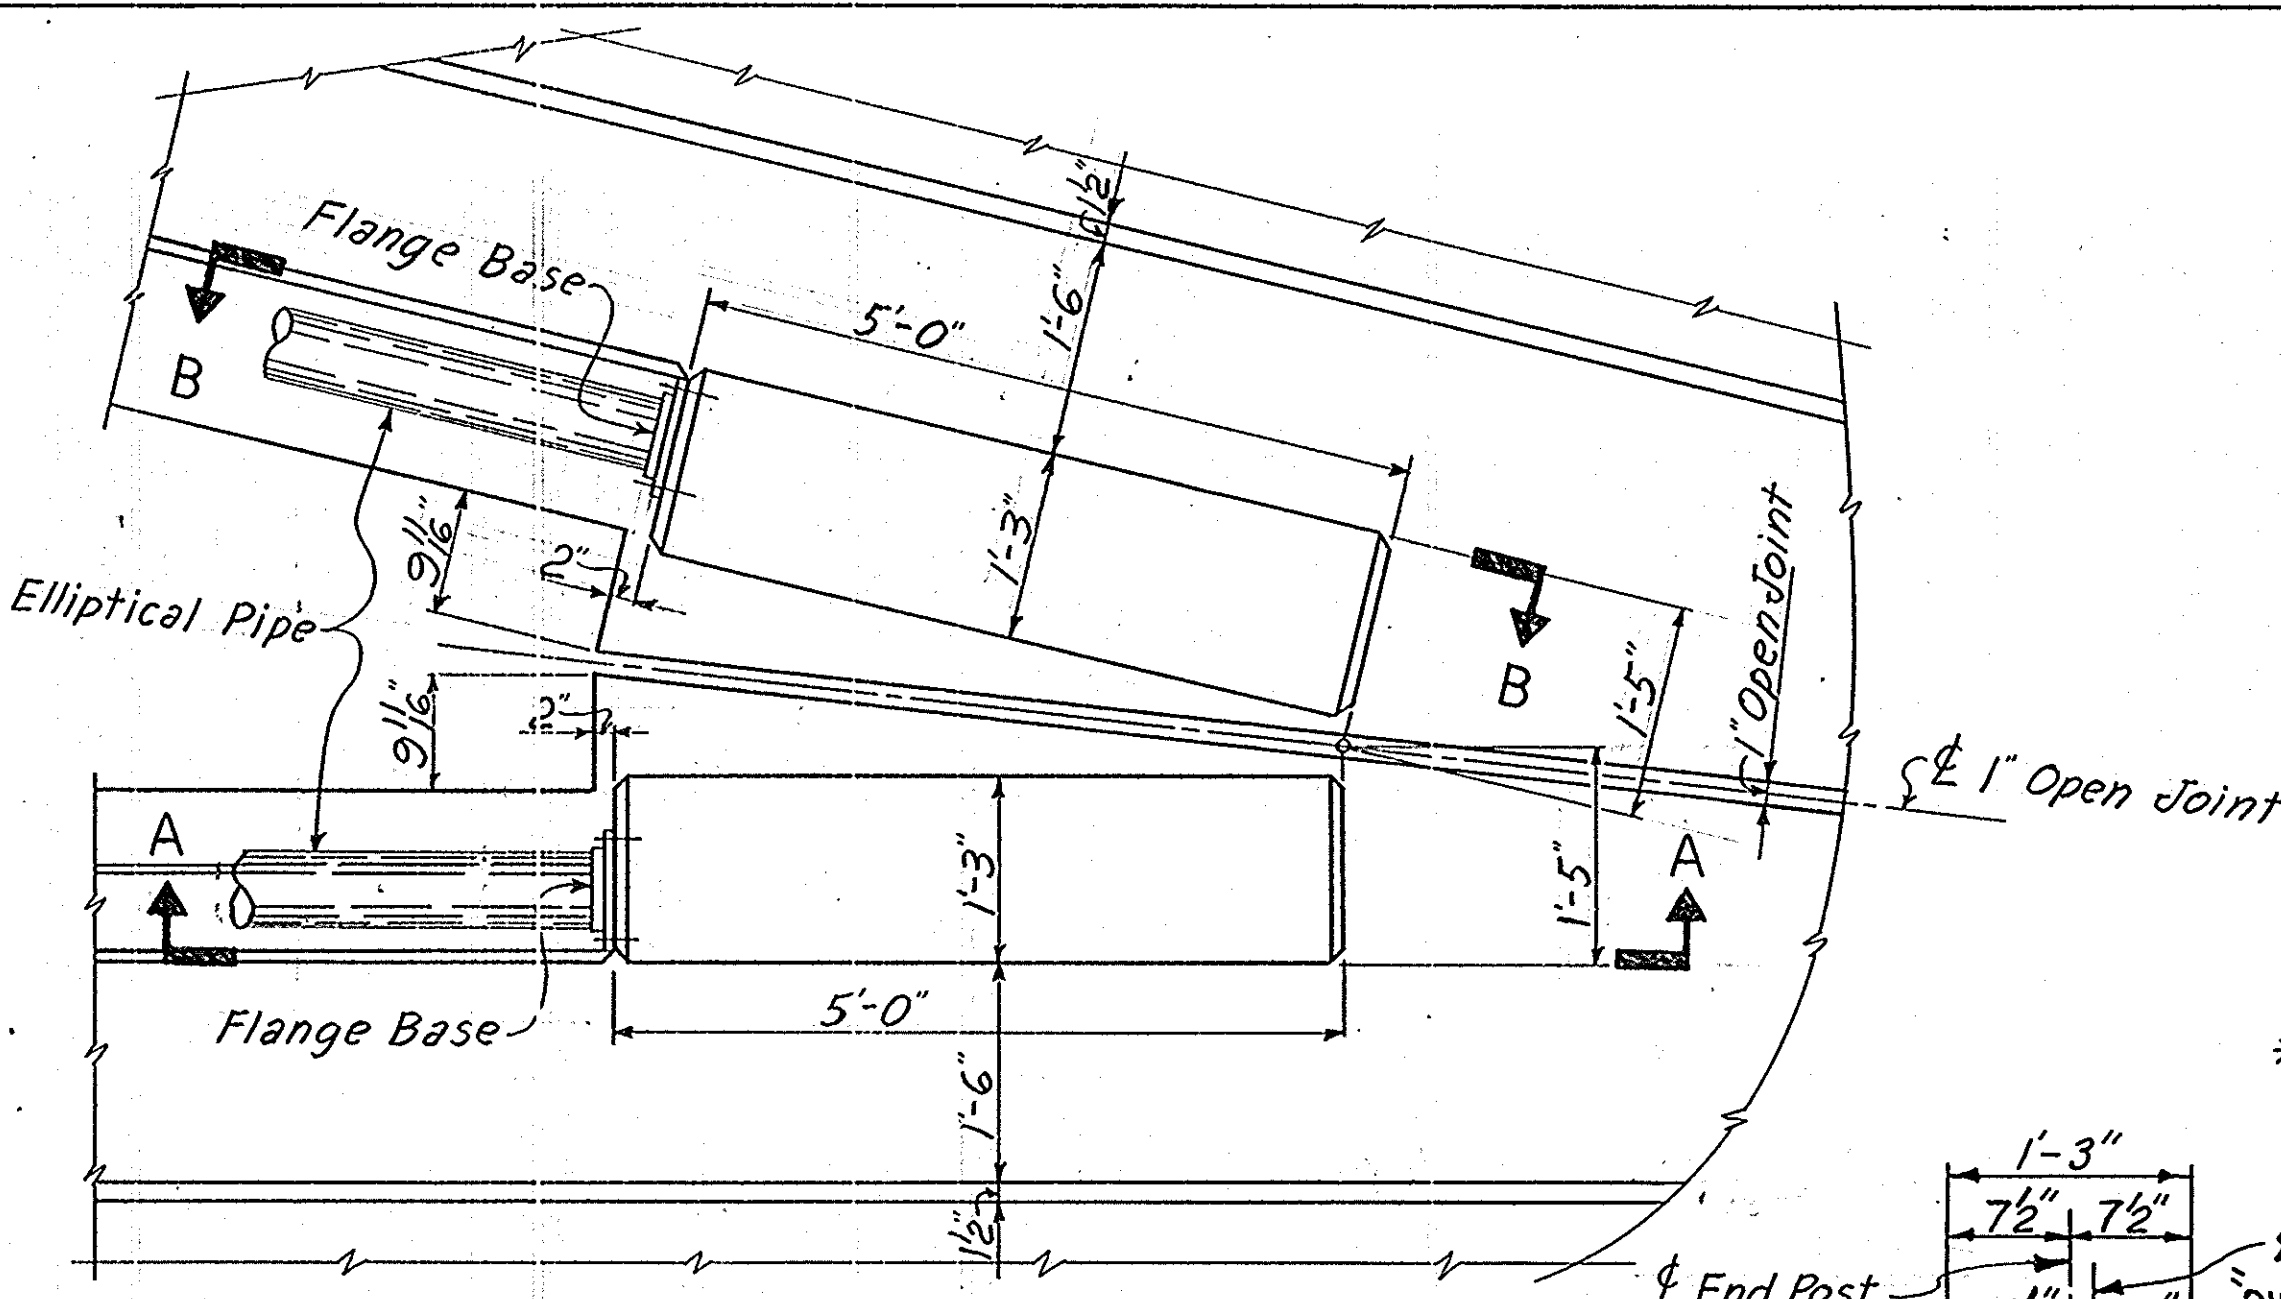 6 1/2"
Flange Base
1'-6"
5'-0"
B
1'-3"
9 11/16"
2"
1" Open Joint
Elliptical Pipe
B
1'-5"
9 11/16"
2"
℄ 1" Open Joint
A
A
1'-3"
1'-5"
5'-0"
Flange Base
1'-6"
1'-3"
7 1/2" 7 1/2"
1 1/2"
℄ End Post